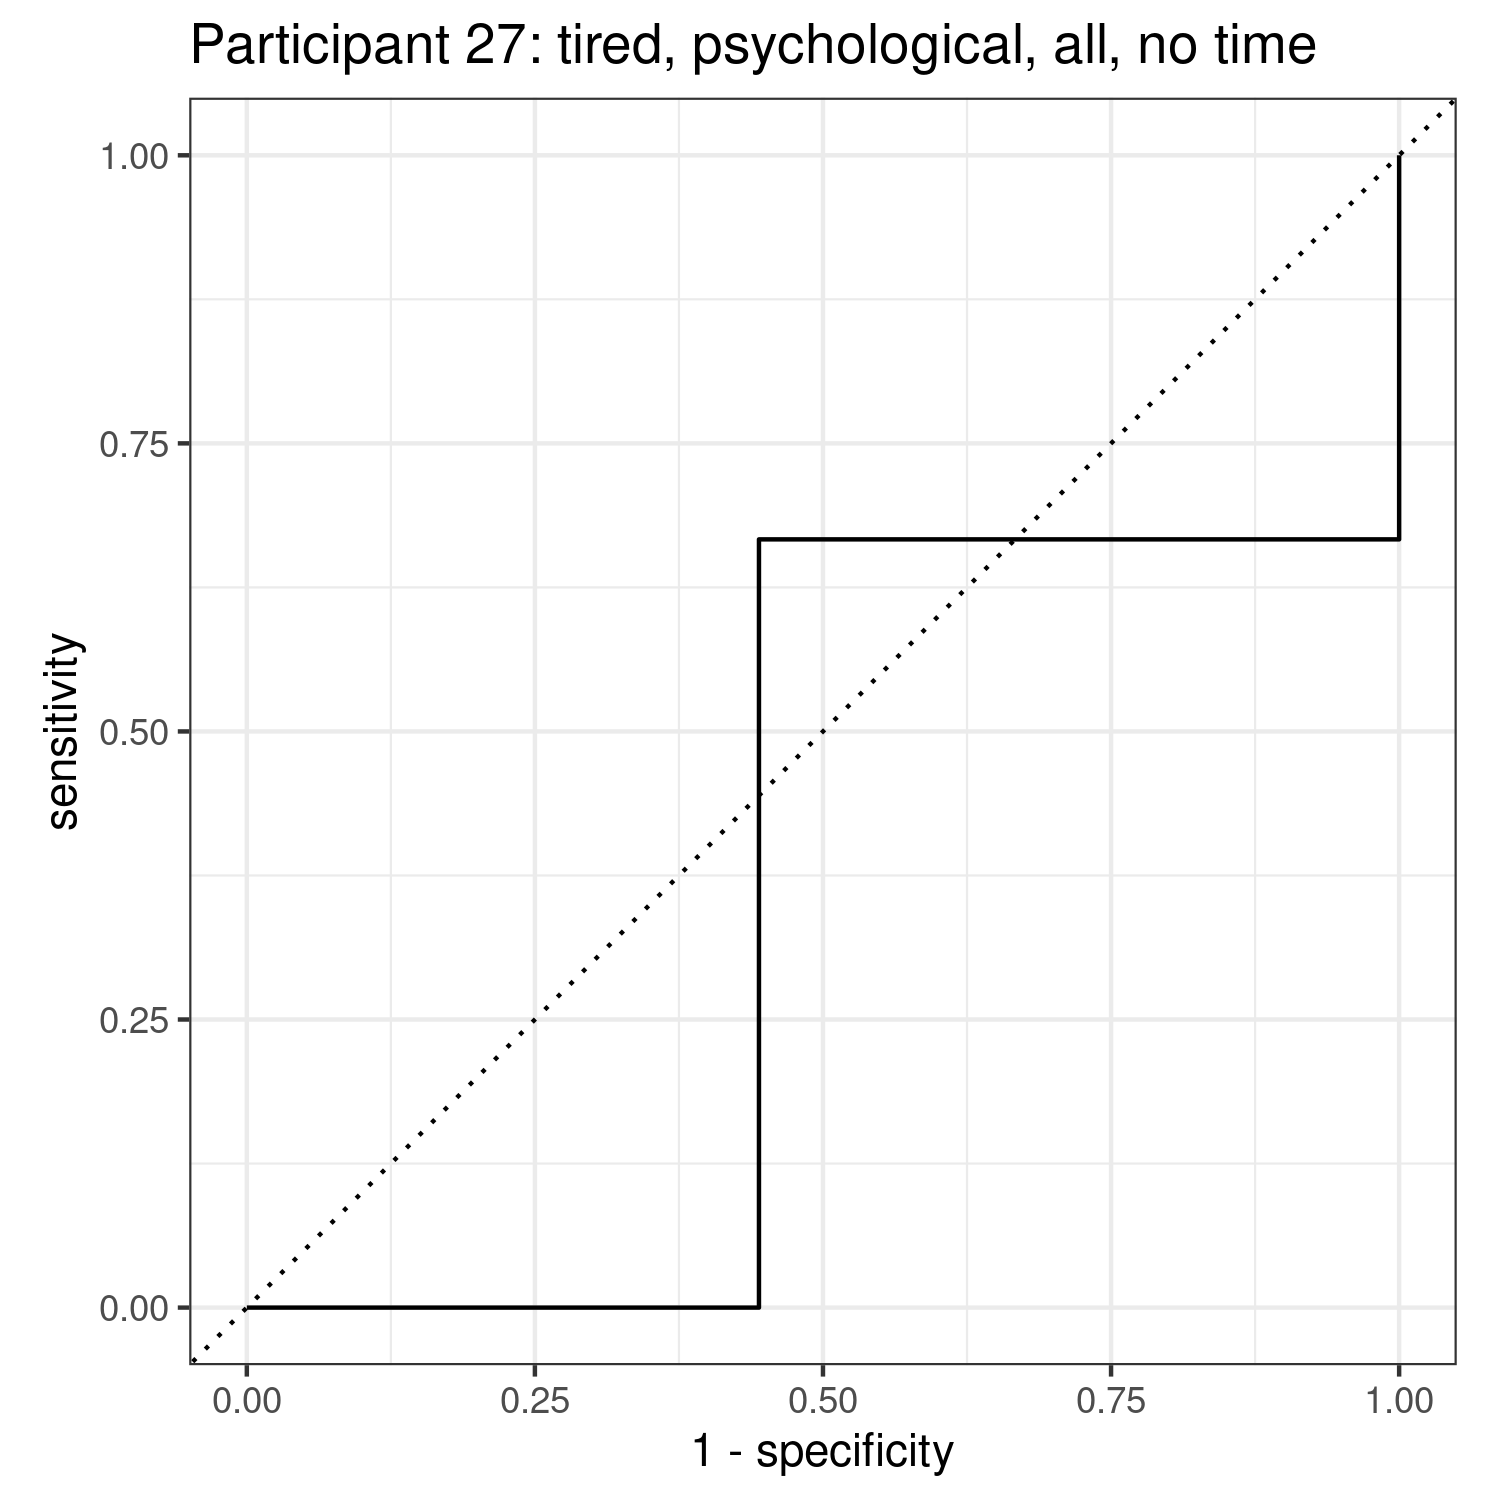 Participant 27: tired, psychological, all, no time
1.00
0.75
0.50
0.25
0.00
sensitivity
0.00 0.25 0.50 0.75 1.00
1 - specificity